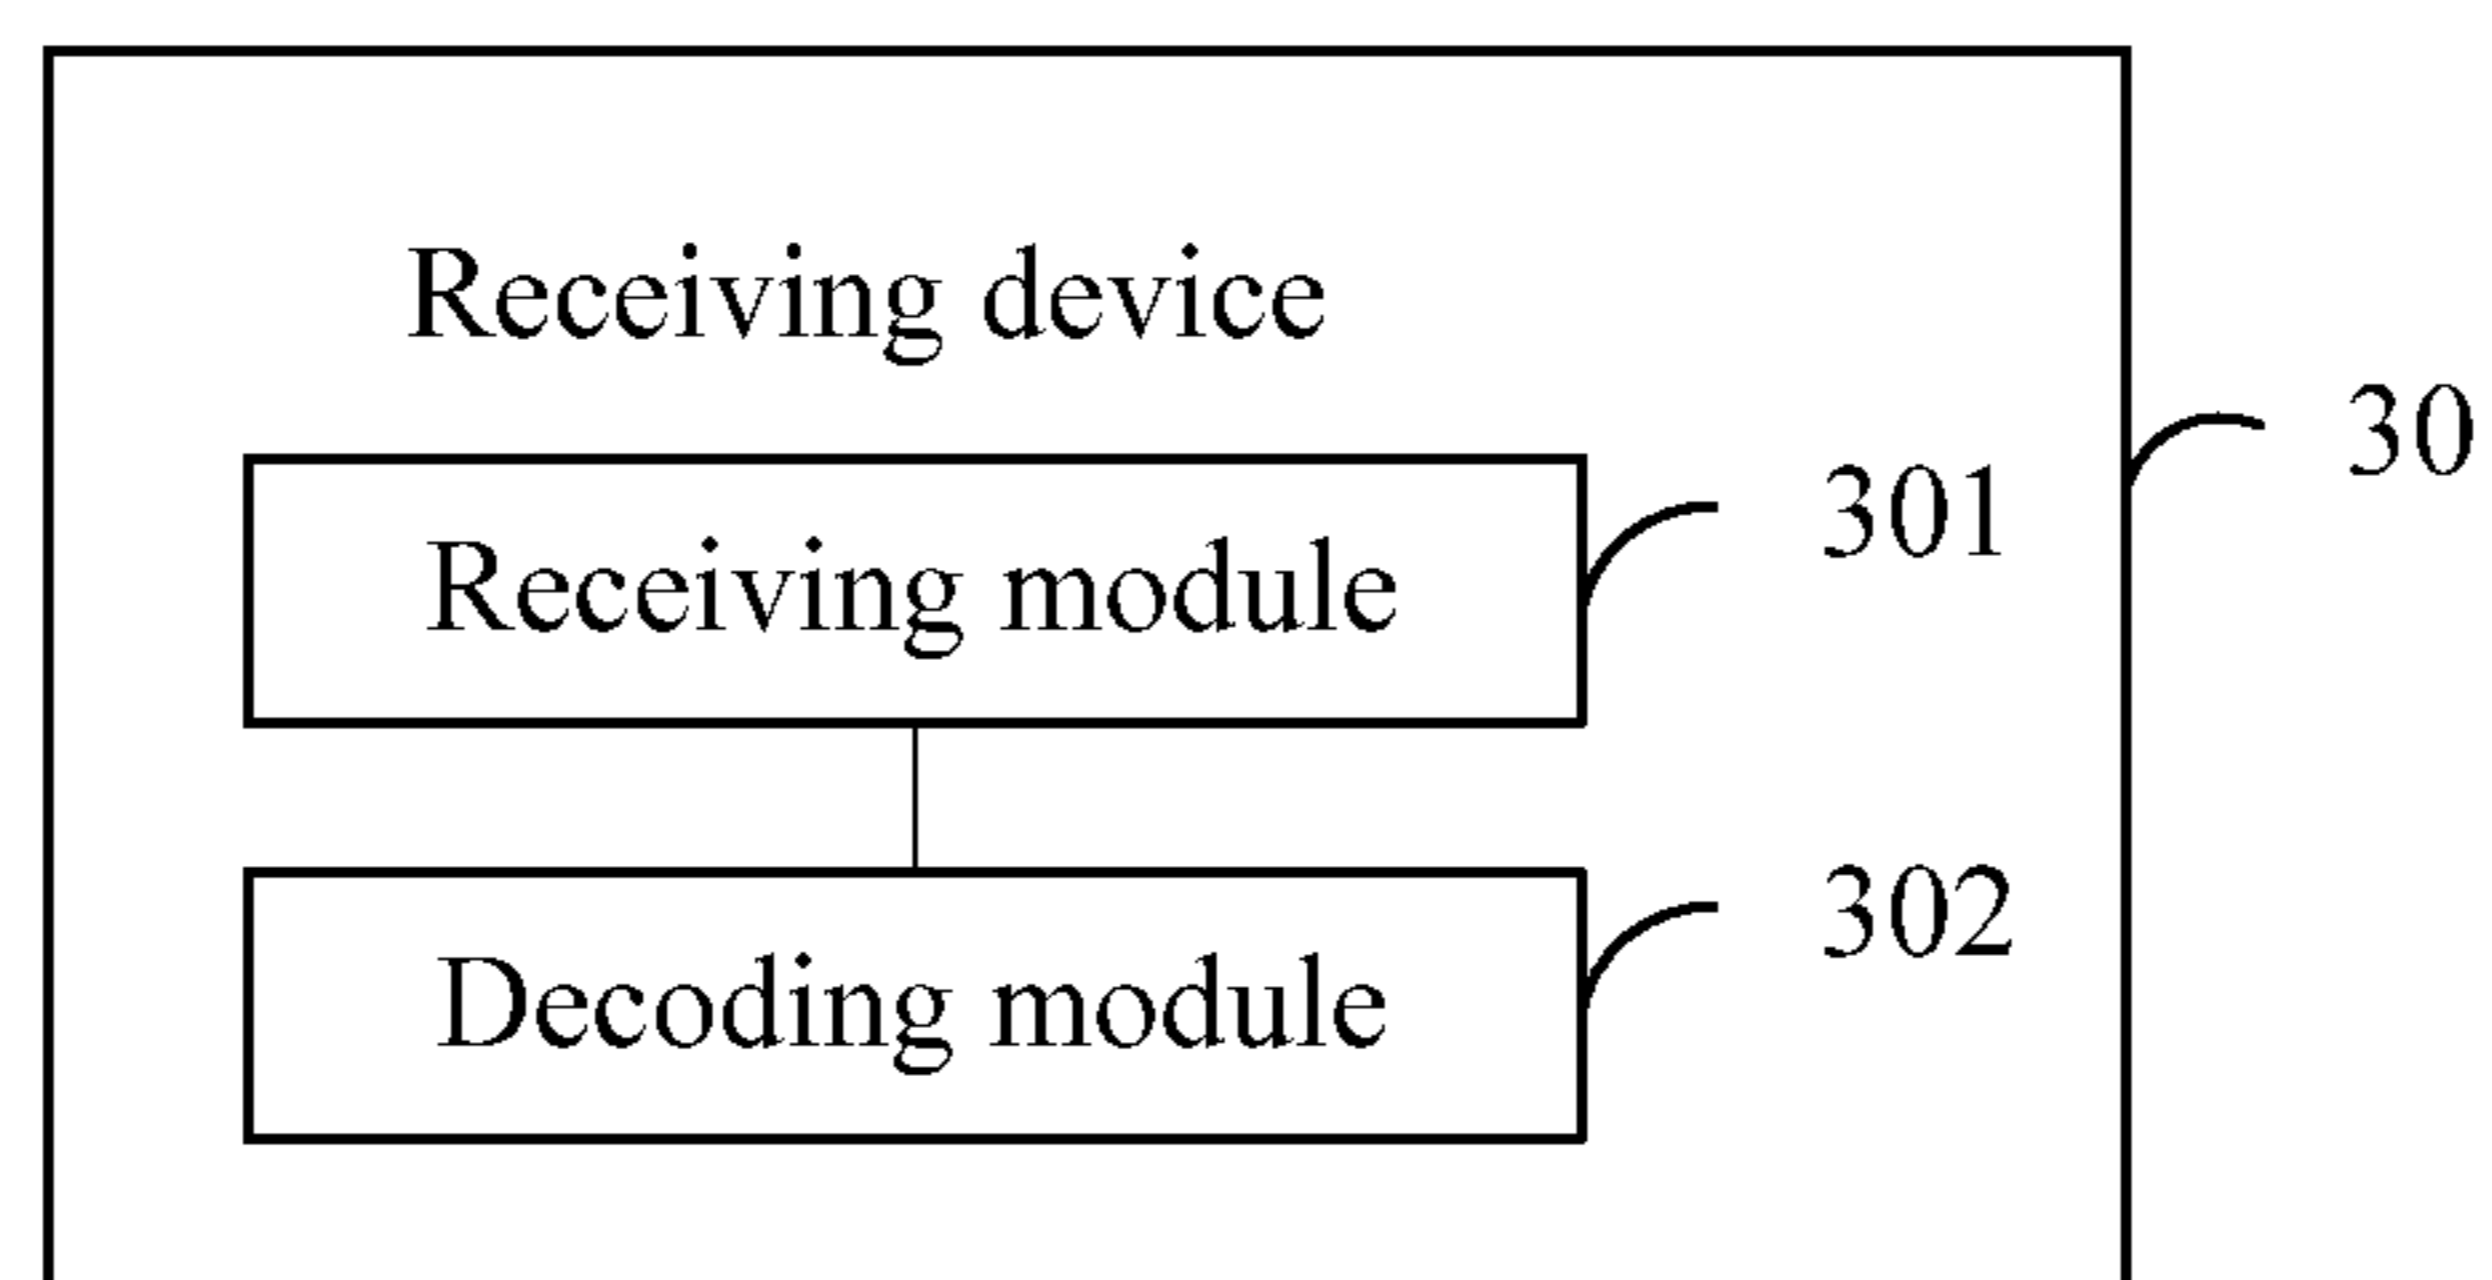 Receiving device
30
301
Receiving module
302
Decoding module